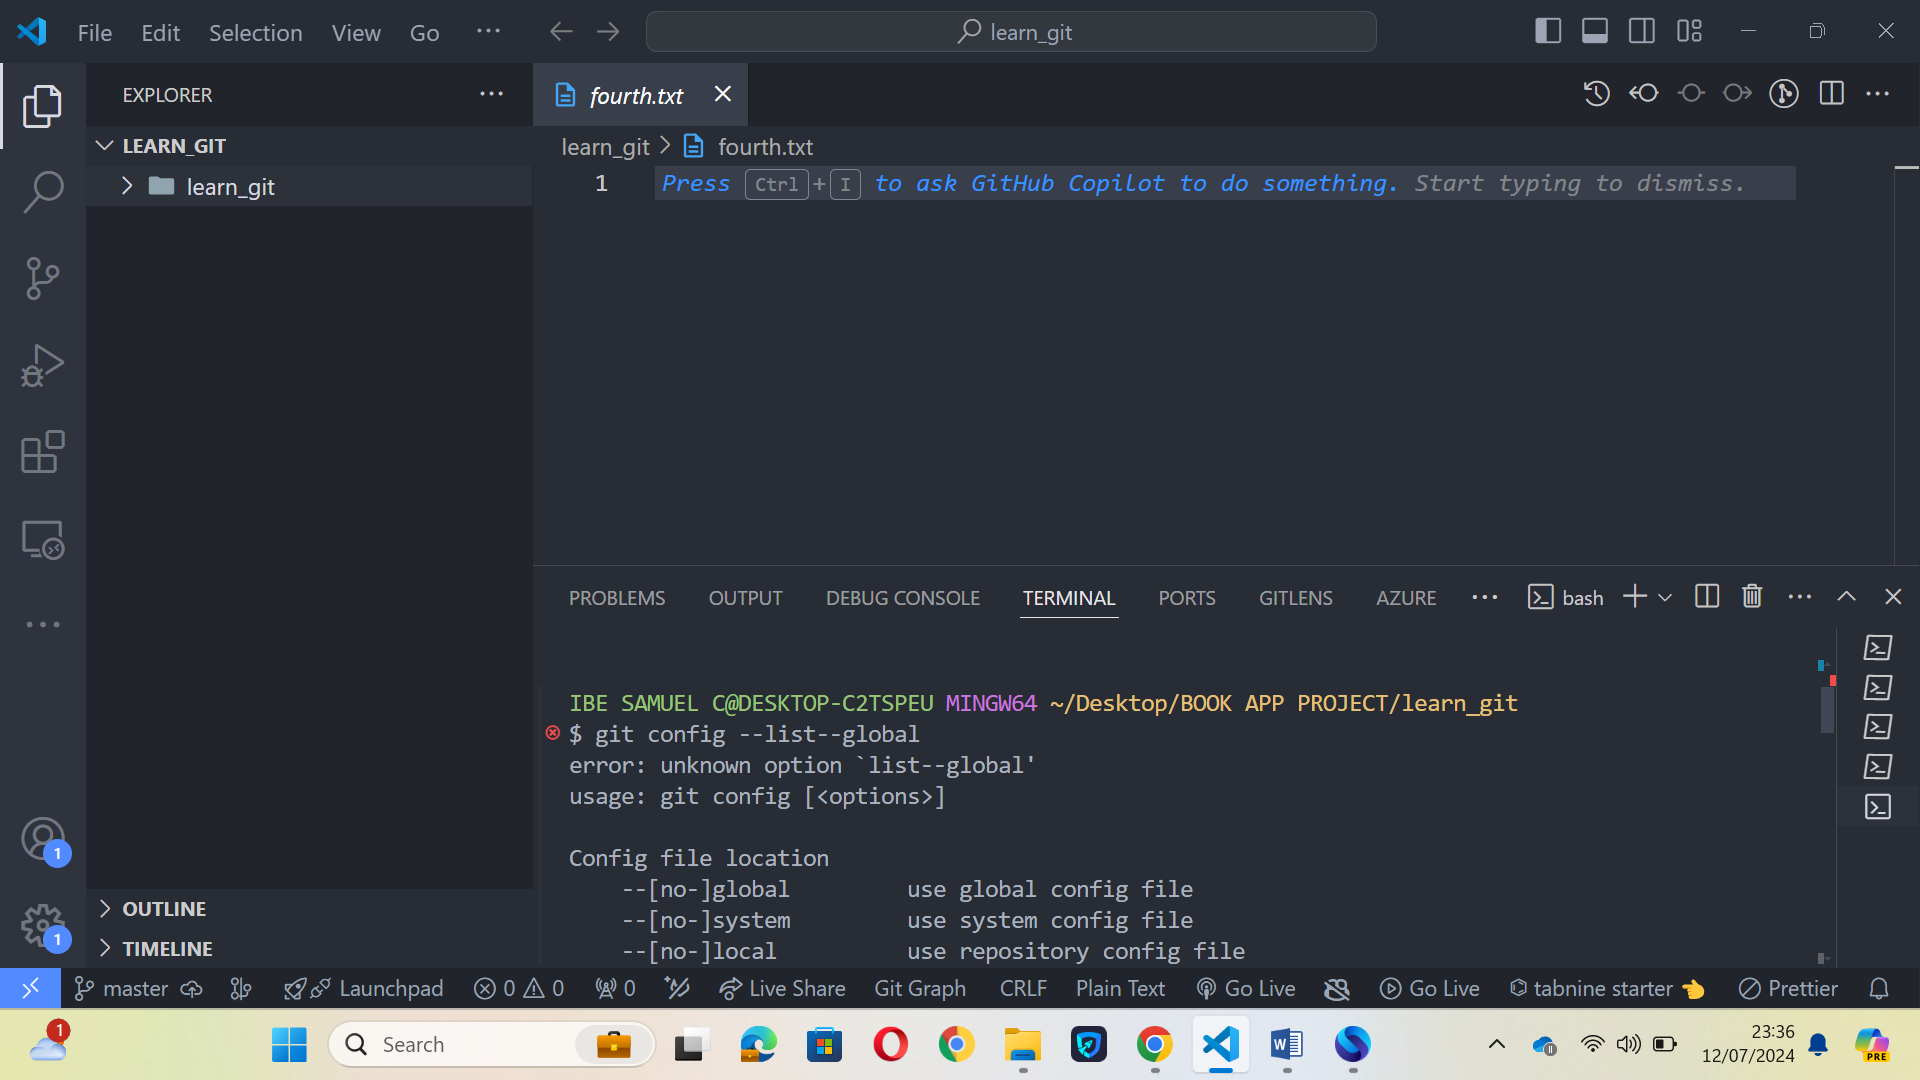 File Edit Selection View Go ··· learn_git
EXPLORER ···
LEARN_GIT
learn_git
OUTLINE
TIMELINE
1
1
fourth.txt
learn_git > fourth.txt
1 Press Ctrl+I to ask GitHub Copilot to do something. Start typing to dismiss.
PROBLEMS OUTPUT DEBUG CONSOLE TERMINAL PORTS GITLENS AZURE ··· bash
IBE SAMUEL C@DESKTOP-C2TSPEU MINGW64 ~/Desktop/BOOK APP PROJECT/learn_git
$ git config --list--global
error: unknown option `list--global'
usage: git config [<options>]
Config file location
--[no-]global use global config file
--[no-]system use system config file
--[no-]local use repository config file
master Launchpad 0 0 0 Live Share Git Graph CRLF Plain Text Go Live Go Live tabnine starter Prettier
1
Search
23:36
12/07/2024
PRE